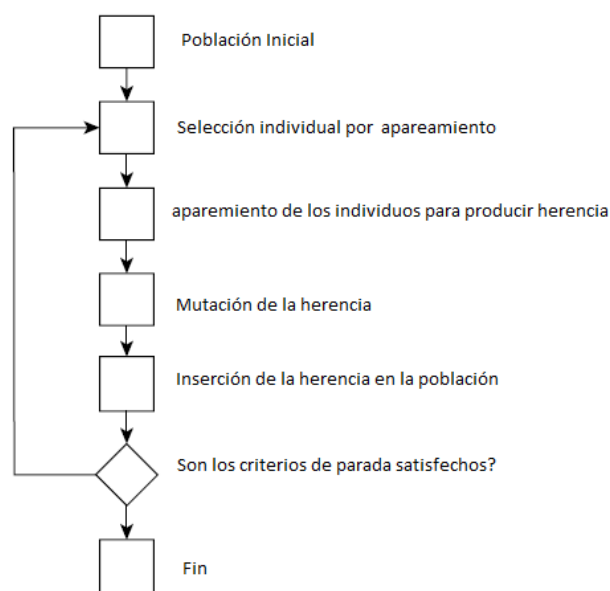 Población Inicial
Selección individual por apareamiento
aparemiento de los individuos para producir herencia
Mutación de la herencia
Inserción de la herencia en la población
Son los criterios de parada satisfechos?
Fin